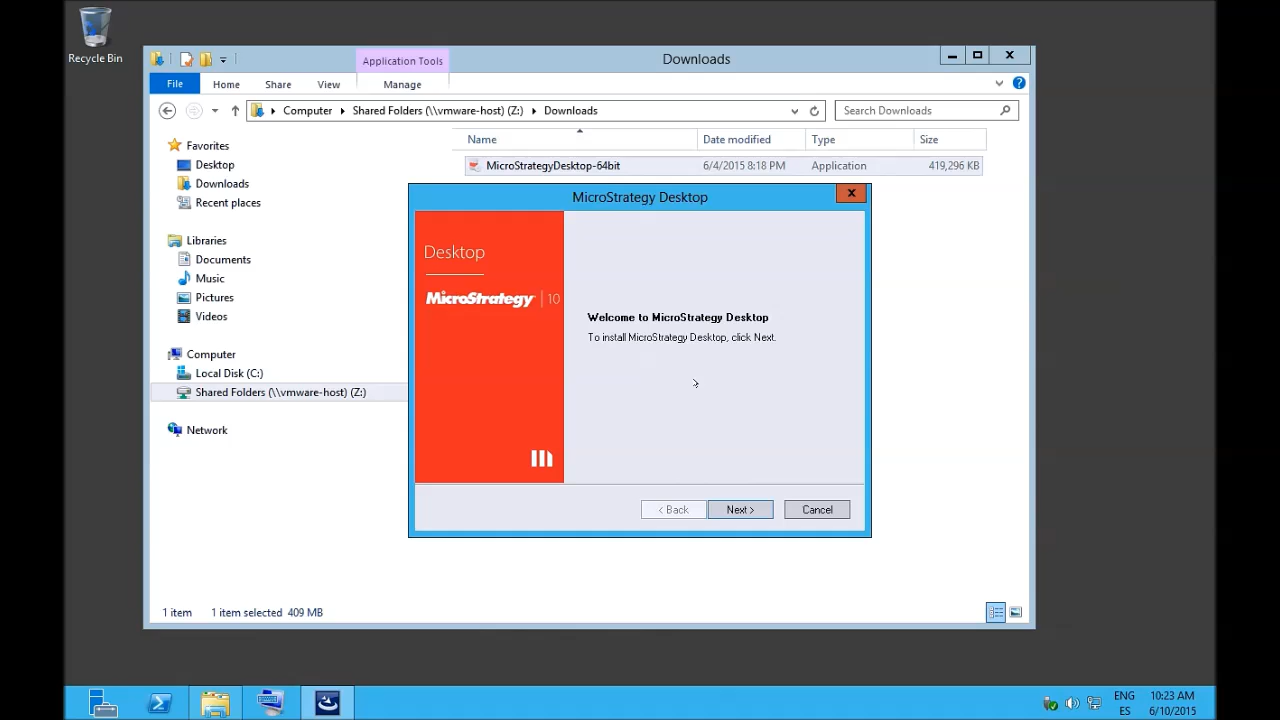 Recycle Bin
Application Tools
Downloads
File
Home
Share
View
Manage
Computer
Shared Folders (\\vmware-host) (Z:)
Downloads
Search Downloads
Name
Date modified
Type
Size
MicroStrategyDesktop-64bit
6/4/2015 8:18 PM
Application
419,296 KB
Favorites
Desktop
Downloads
Recent places
Libraries
Documents
Music
Pictures
Videos
Computer
Local Disk (C:)
Shared Folders (\\vmware-host) (Z:)
Network
MicroStrategy Desktop
Desktop
MicroStrategy | 10
Welcome to MicroStrategy Desktop
To install MicroStrategy Desktop, click Next.
< Back
Next >
Cancel
1 item
1 item selected 409 MB
ENG
ES
10:23 AM
6/10/2015